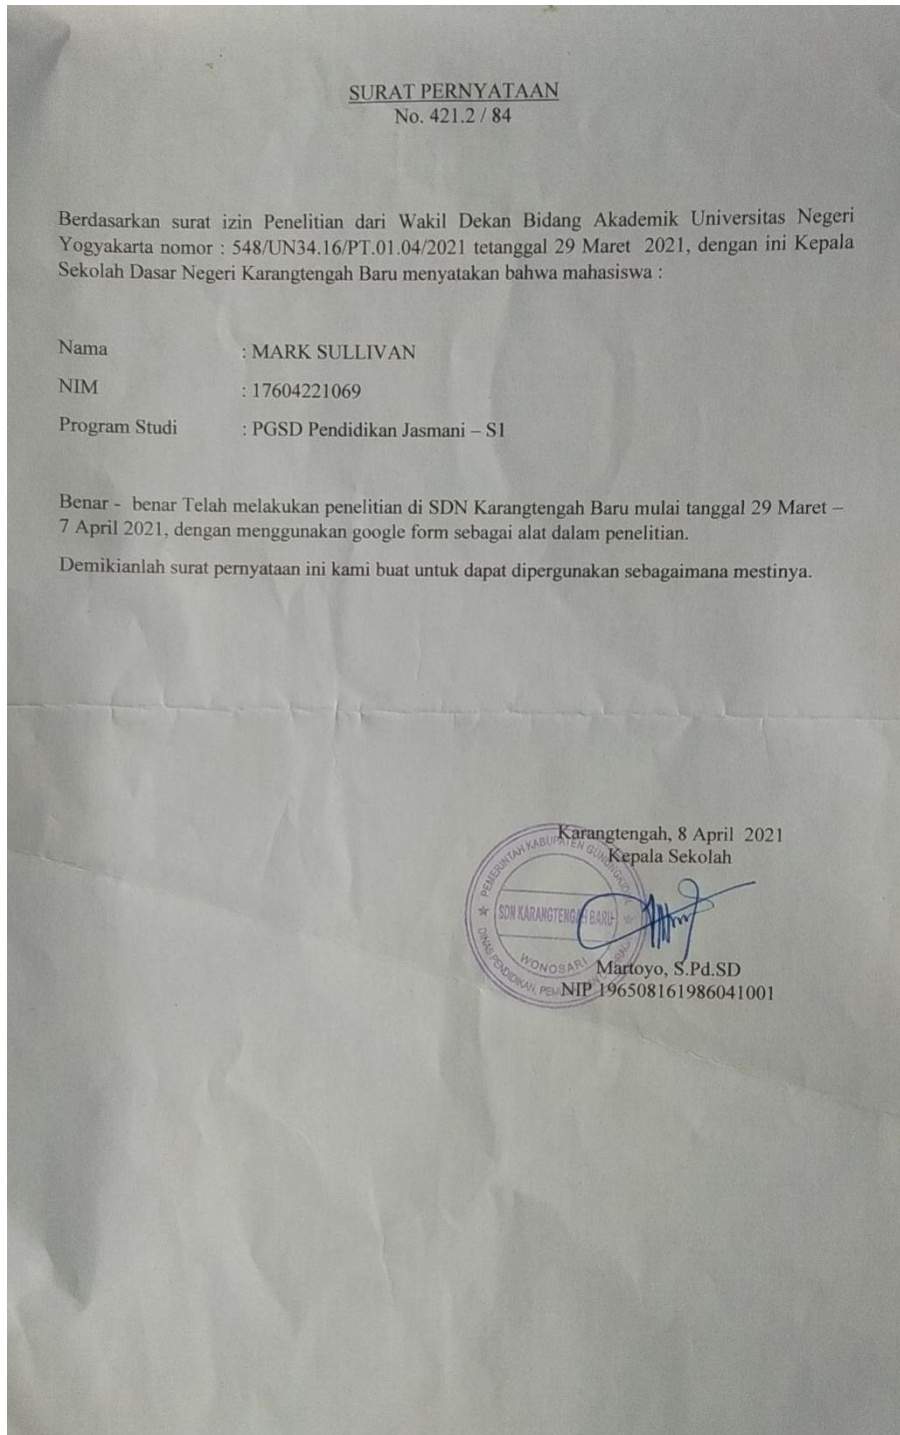 SURAT PERNYATAAN
No. 421.2 / 84
Berdasarkan surat izin Penelitian dari Wakil Dekan Bidang Akademik Universitas Negeri
Yogyakarta nomor : 548/UN34.16/PT.01.04/2021 tetanggal 29 Maret 2021, dengan ini Kepala
Sekolah Dasar Negeri Karangtengah Baru menyatakan bahwa mahasiswa :
Nama : MARK SULLIVAN
NIM : 17604221069
Program Studi : PGSD Pendidikan Jasmani – S1
Benar - benar Telah melakukan penelitian di SDN Karangtengah Baru mulai tanggal 29 Maret –
7 April 2021, dengan menggunakan google form sebagai alat dalam penelitian.
Demikianlah surat pernyataan ini kami buat untuk dapat dipergunakan sebagaimana mestinya.
Karangtengah, 8 April 2021
Kepala Sekolah
PEMERINTAH KABUPATEN GUNUNGKIDUL
SDN KARANGTENGAH BARU
WONOSARI
DINAS PENDIDIKAN,
Martoyo, S.Pd.SD
NIP 196508161986041001